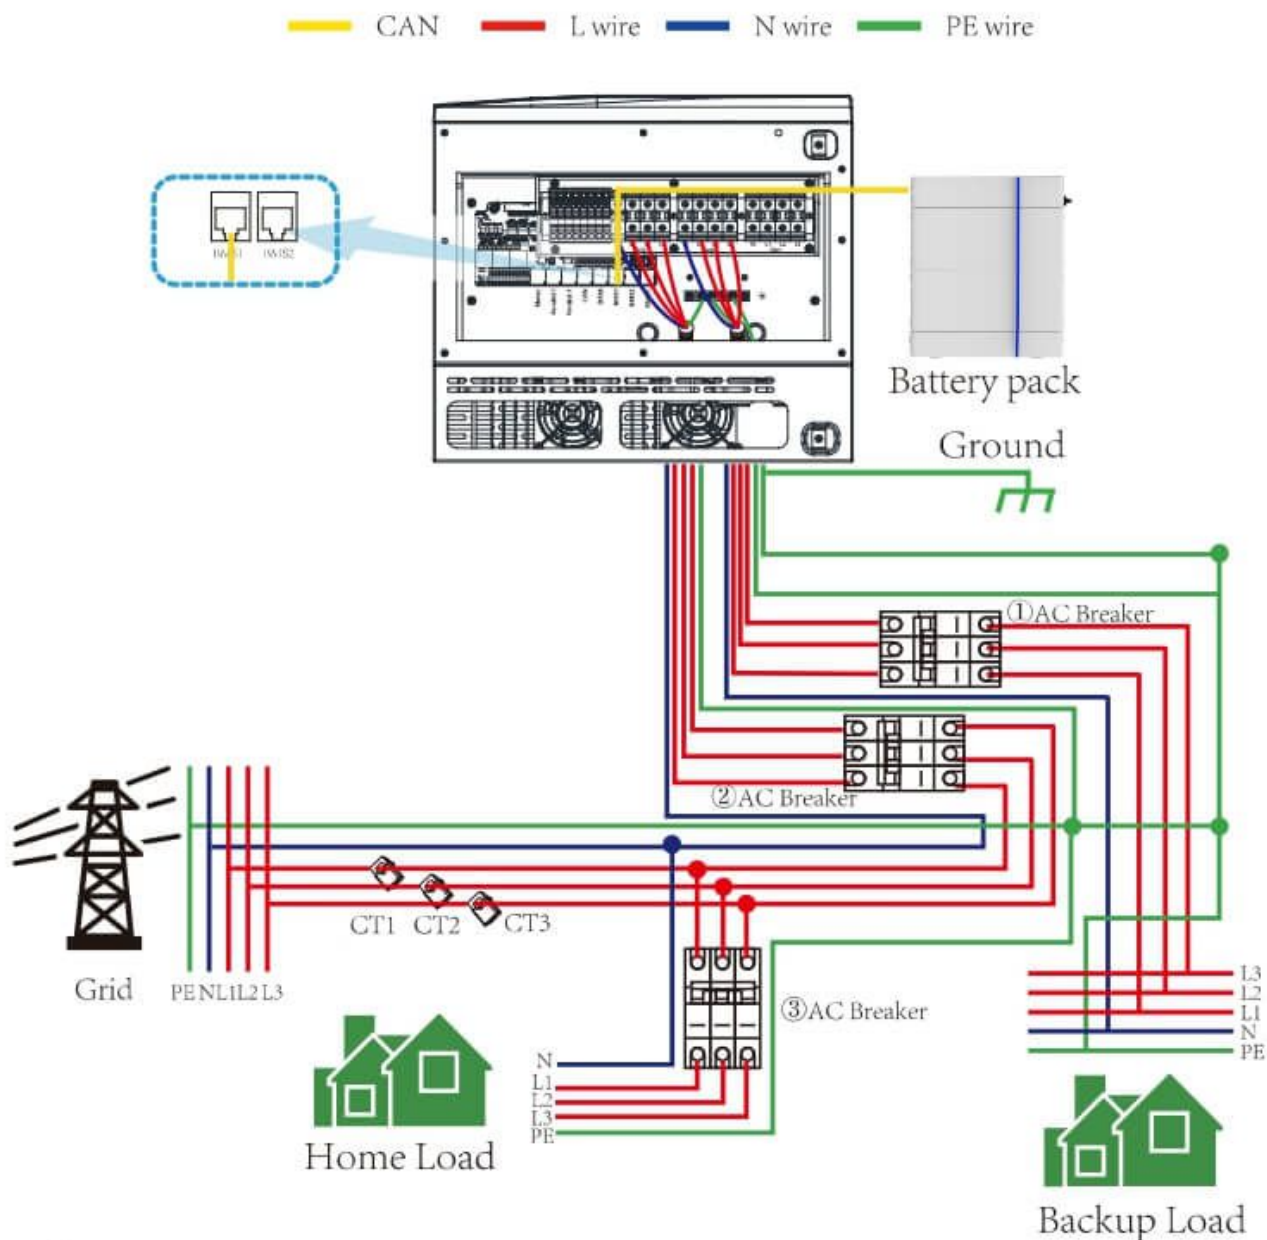 CAN L wire N wire PE wire
Battery pack
Ground
①AC Breaker
②AC Breaker
CT1 CT2 CT3
Grid PE N L1 L2 L3
③AC Breaker
L3
L2
L1
N
PE
N
L1
L2
L3
PE
Home Load
Backup Load